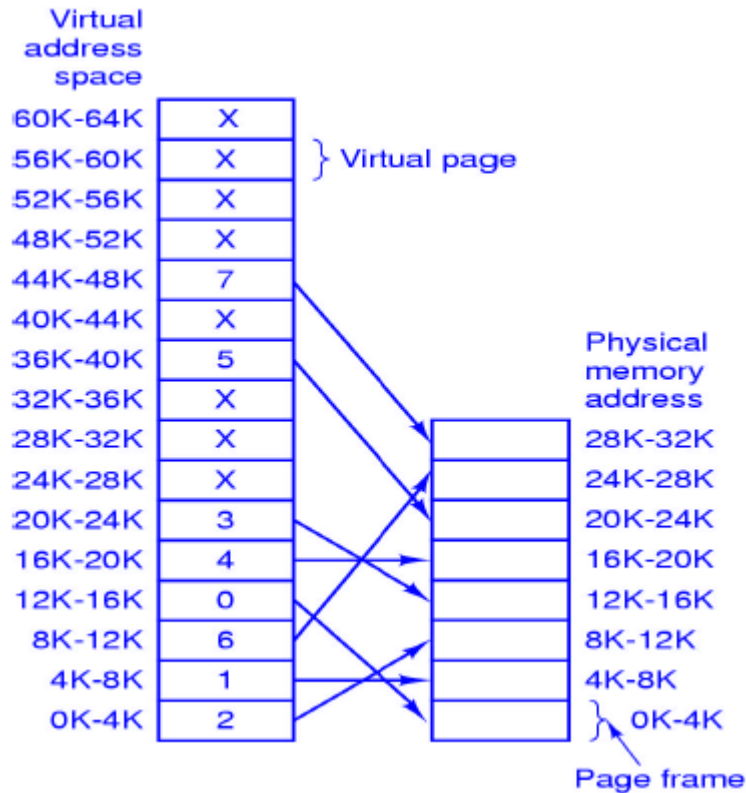 Virtual
address
space
60K-64K X
56K-60K X Virtual page
52K-56K X
48K-52K X
44K-48K 7
40K-44K X
36K-40K 5
32K-36K X
28K-32K X
24K-28K X
20K-24K 3
16K-20K 4
12K-16K 0
8K-12K 6
4K-8K 1
0K-4K 2
Physical
memory
address
28K-32K
24K-28K
20K-24K
16K-20K
12K-16K
8K-12K
4K-8K
0K-4K
Page frame